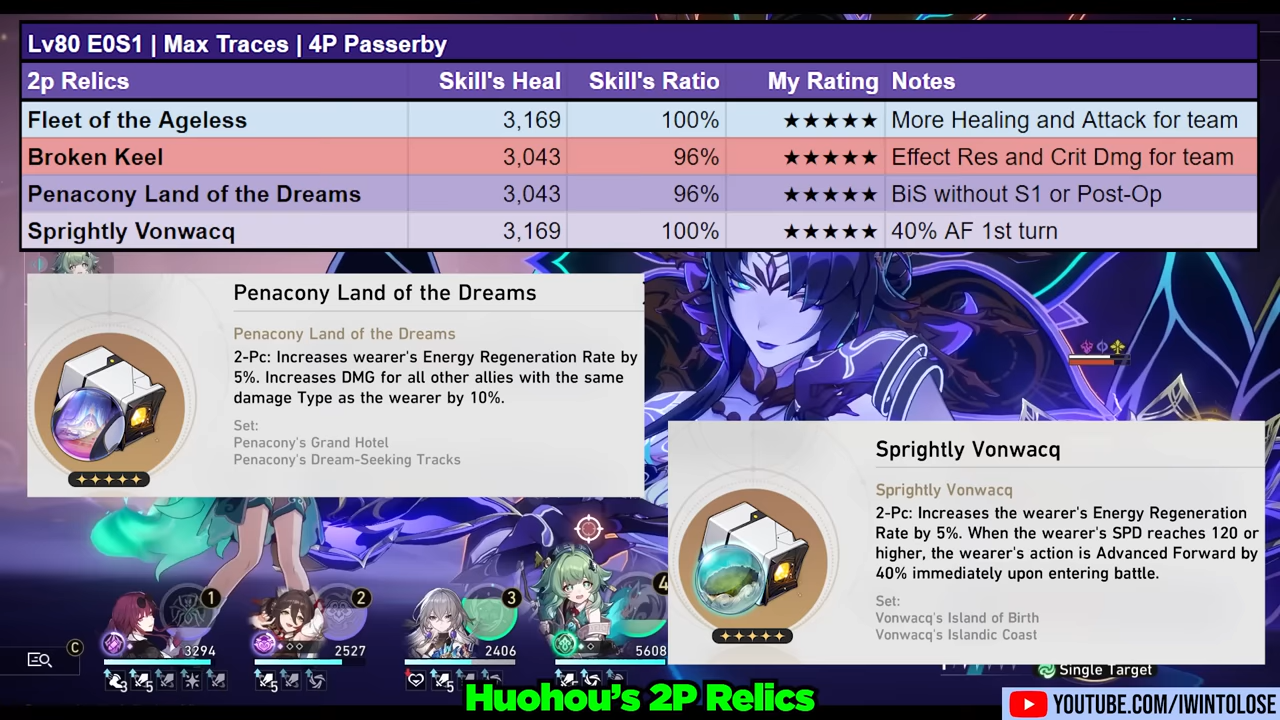 Lv80 E0S1 | Max Traces | 4P Passerby
2p Relics Skill's Heal Skill's Ratio My Rating Notes
Fleet of the Ageless 3,169 100% ★★★★★ More Healing and Attack for team
Broken Keel 3,043 96% ★★★★★ Effect Res and Crit Dmg for team
Penacony Land of the Dreams 3,043 96% ★★★★★ BiS without S1 or Post-Op
Sprightly Vonwacq 3,169 100% ★★★★★ 40% AF 1st turn
Penacony Land of the Dreams
Penacony Land of the Dreams
2-Pc: Increases wearer's Energy Regeneration Rate by
5%. Increases DMG for all other allies with the same
damage Type as the wearer by 10%.
Set:
Penacony's Grand Hotel
Penacony's Dream-Seeking Tracks
Sprightly Vonwacq
Sprightly Vonwacq
2-Pc: Increases the wearer's Energy Regeneration
Rate by 5%. When the wearer's SPD reaches 120 or
higher, the wearer's action is Advanced Forward by
40% immediately upon entering battle.
Set:
Vonwacq's Island of Birth
Vonwacq's Islandic Coast
1 2 3 4
C
3294 2527 2406 5608
3 5 5 5
Single Target
Huohou's 2P Relics
YOUTUBE.COM/IWINTOLOSE